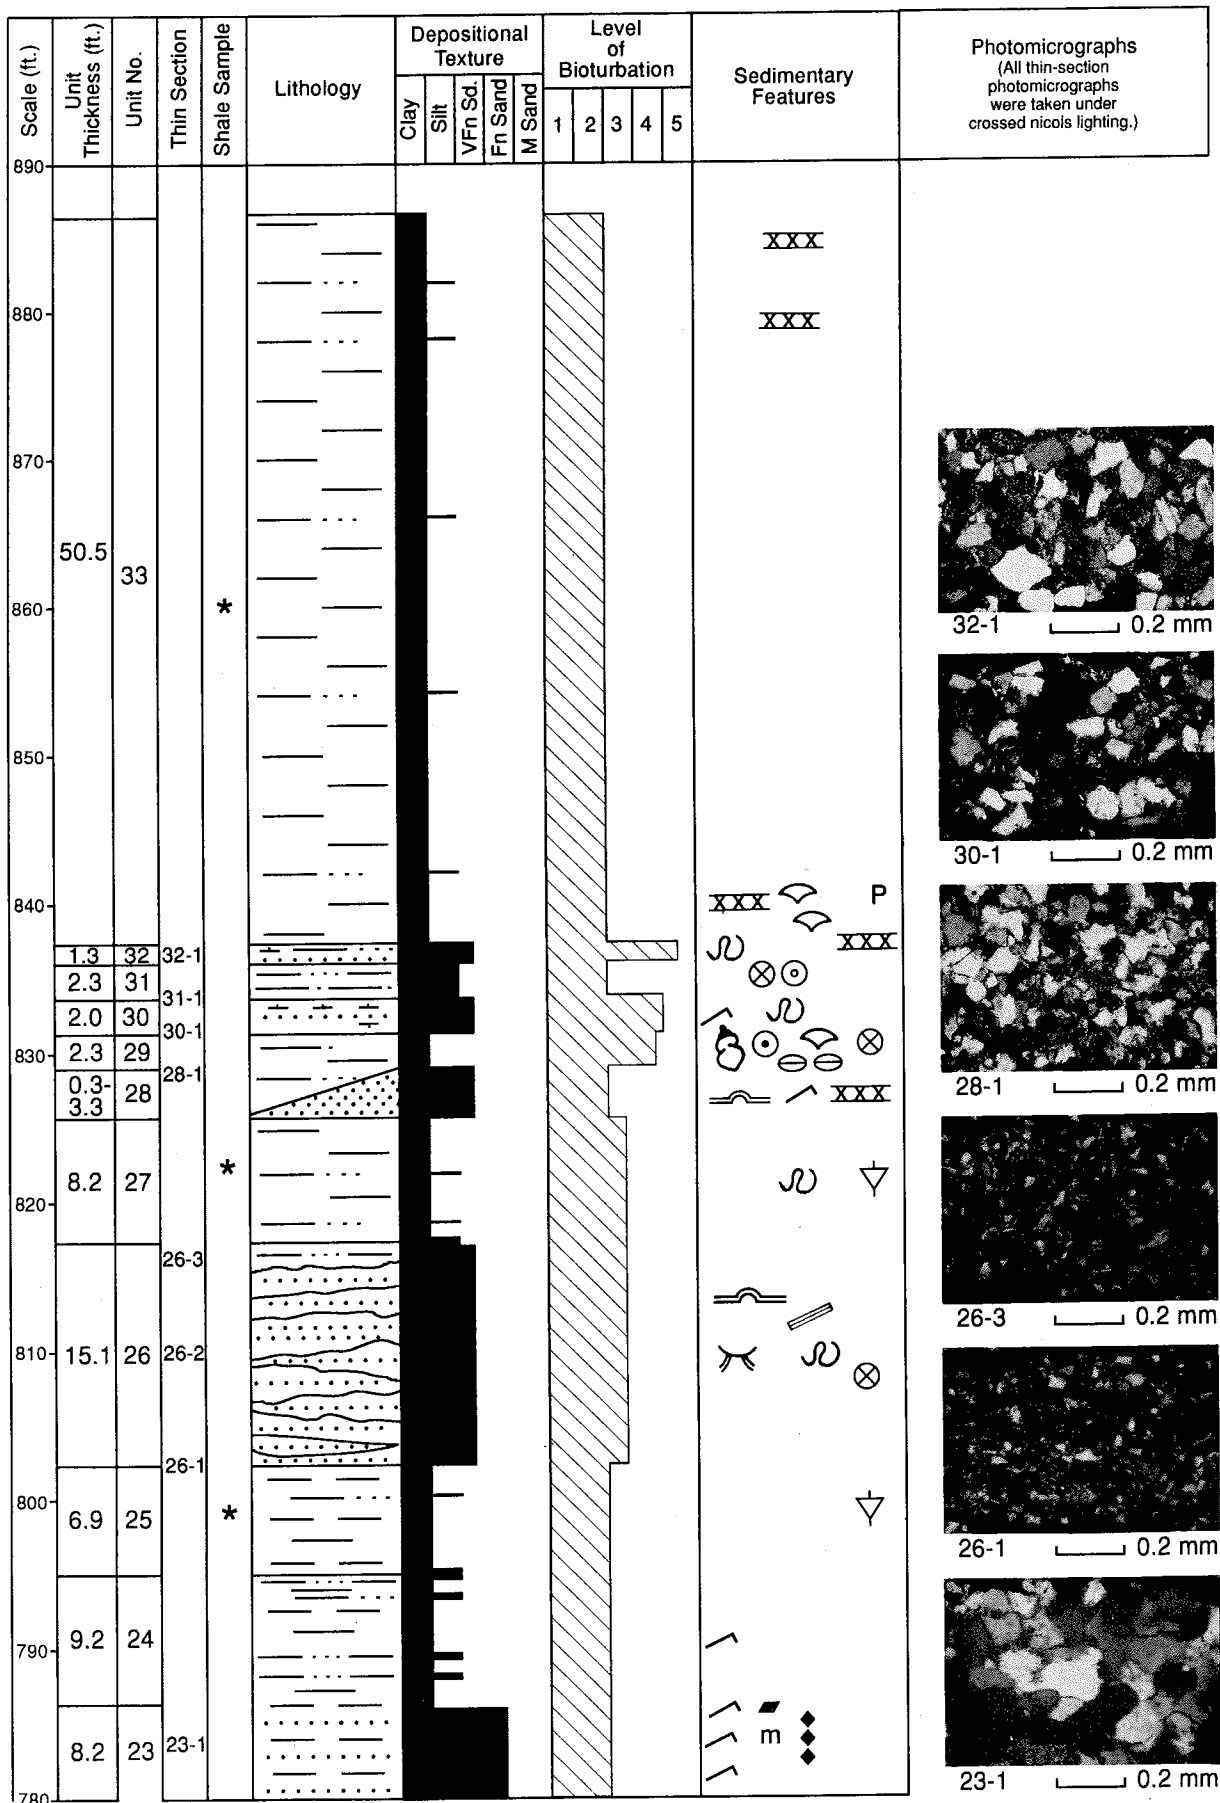 Scale (ft.)
Unit
Thickness (ft.)
Unit No.
Thin Section
Shale Sample
Lithology
Depositional
Texture
Clay
Silt
VFn Sd.
Fn Sand
M Sand
Level
of
Bioturbation
1 2 3 4 5
Sedimentary
Features
Photomicrographs
(All thin-section
photomicrographs
were taken under
crossed nicols lighting.)
890
XXX
880
XXX
870
50.5
33
*
860
32-1 0.2 mm
850
30-1 0.2 mm
840
XXX P
1.3 32 32-1
XXX
2.3 31
31-1
2.0 30
30-1
830
2.3 29
28-1
0.3-
3.3
28
XXX
28-1 0.2 mm
*
8.2 27
820
26-3
26-3 0.2 mm
810
15.1 26 26-2
26-1
800
*
6.9 25
26-1 0.2 mm
790
9.2 24
8.2 23 23-1
m
23-1 0.2 mm
780